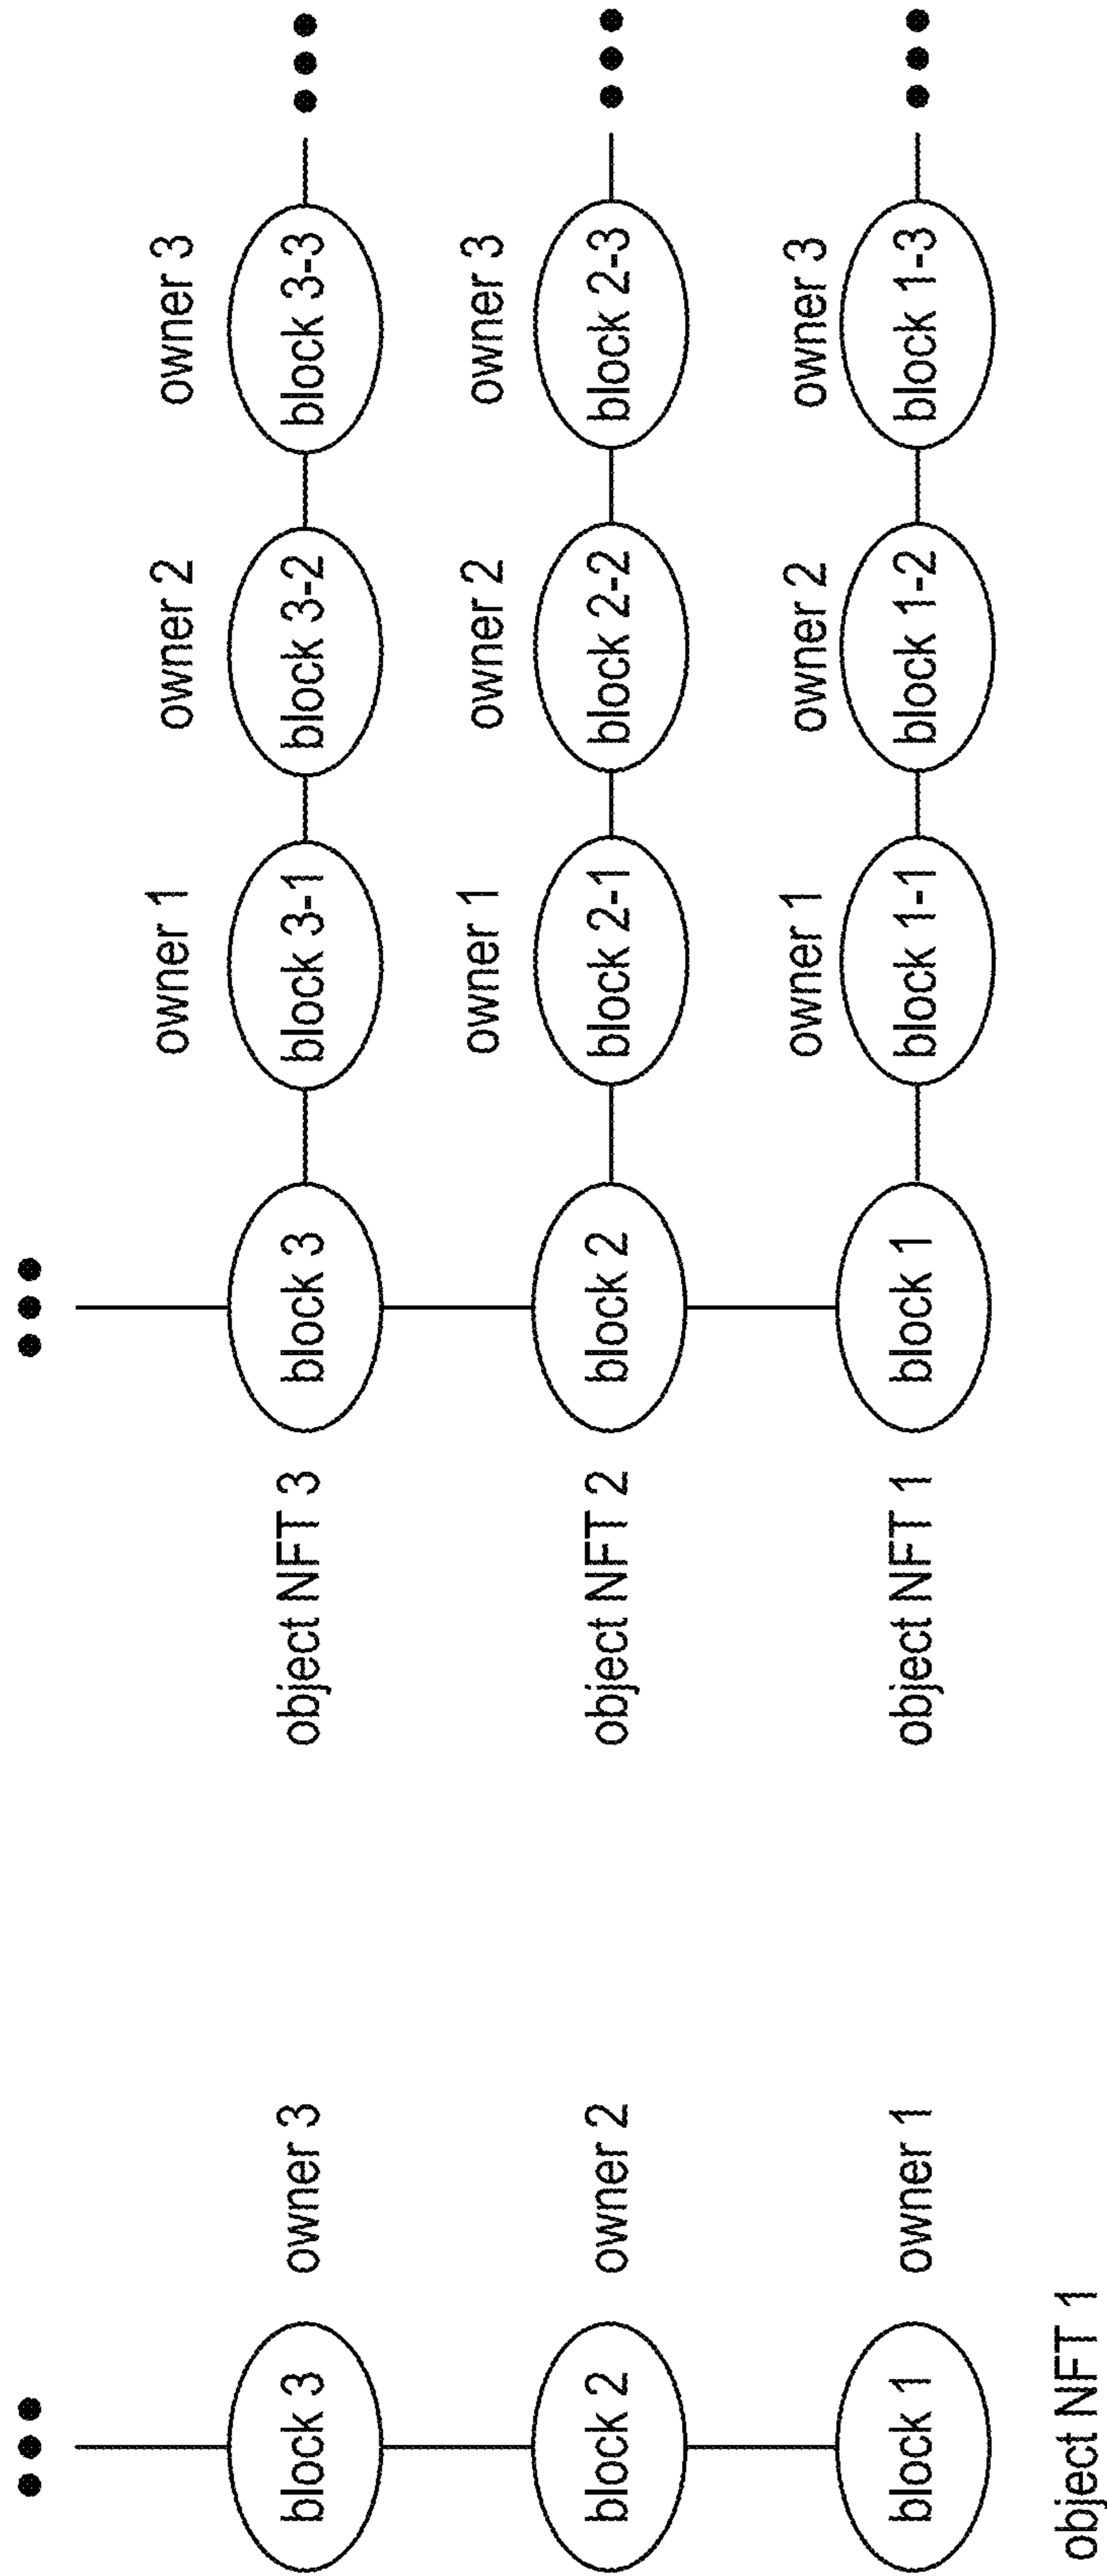 block 3
owner 3
block 2
owner 2
block 1
owner 1
object NFT 1
owner 1
owner 2
owner 3
object NFT 3
block 3
block 3-1
block 3-2
block 3-3
owner 1
owner 2
owner 3
object NFT 2
block 2
block 2-1
block 2-2
block 2-3
owner 1
owner 2
owner 3
object NFT 1
block 1
block 1-1
block 1-2
block 1-3